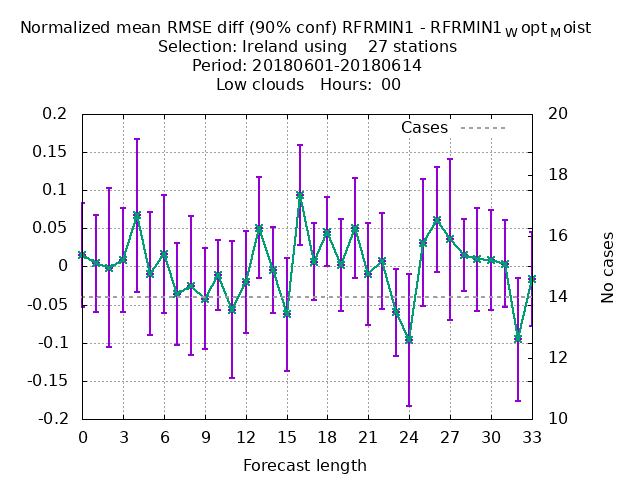 Normalized mean RMSE diff (90% conf) RFRMIN1 - RFRMIN1WoptMoist
Selection: Ireland using 27 stations
Period: 20180601-20180614
Low clouds Hours: 00
Cases
0.2
0.15
0.1
0.05
0
-0.05
-0.1
-0.15
-0.2
20
18
16
14
12
10
No cases
0 3 6 9 12 15 18 21 24 27 30 33
Forecast length